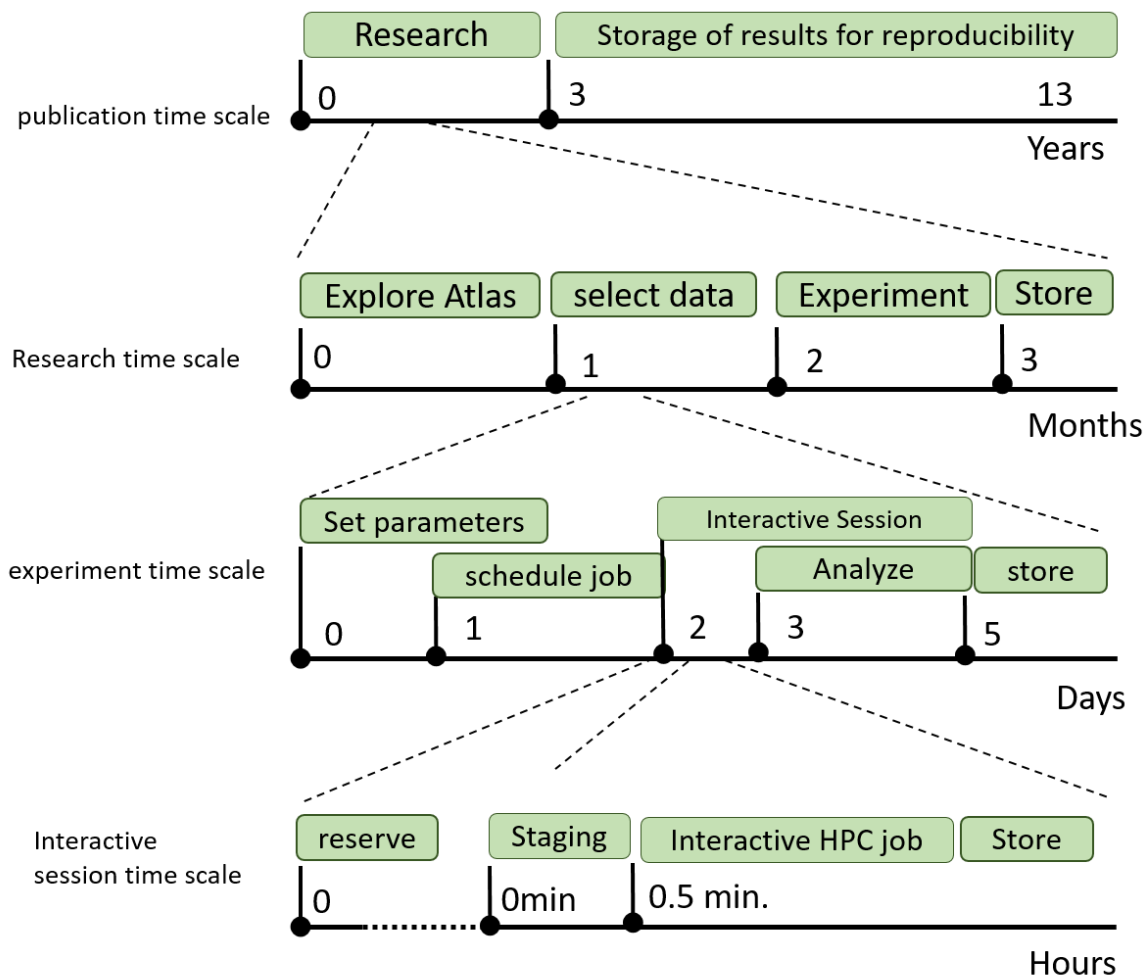 Research
Storage of results for reproducibility
0
3
13
publication time scale
Years
Explore Atlas
select data
Experiment
Store
0
1
2
3
Research time scale
Months
Set parameters
Interactive Session
schedule job
Analyze
store
experiment time scale
0
1
2
3
5
Days
reserve
Staging
Interactive HPC job
Store
Interactive
session time scale
0
0min
0.5 min.
Hours